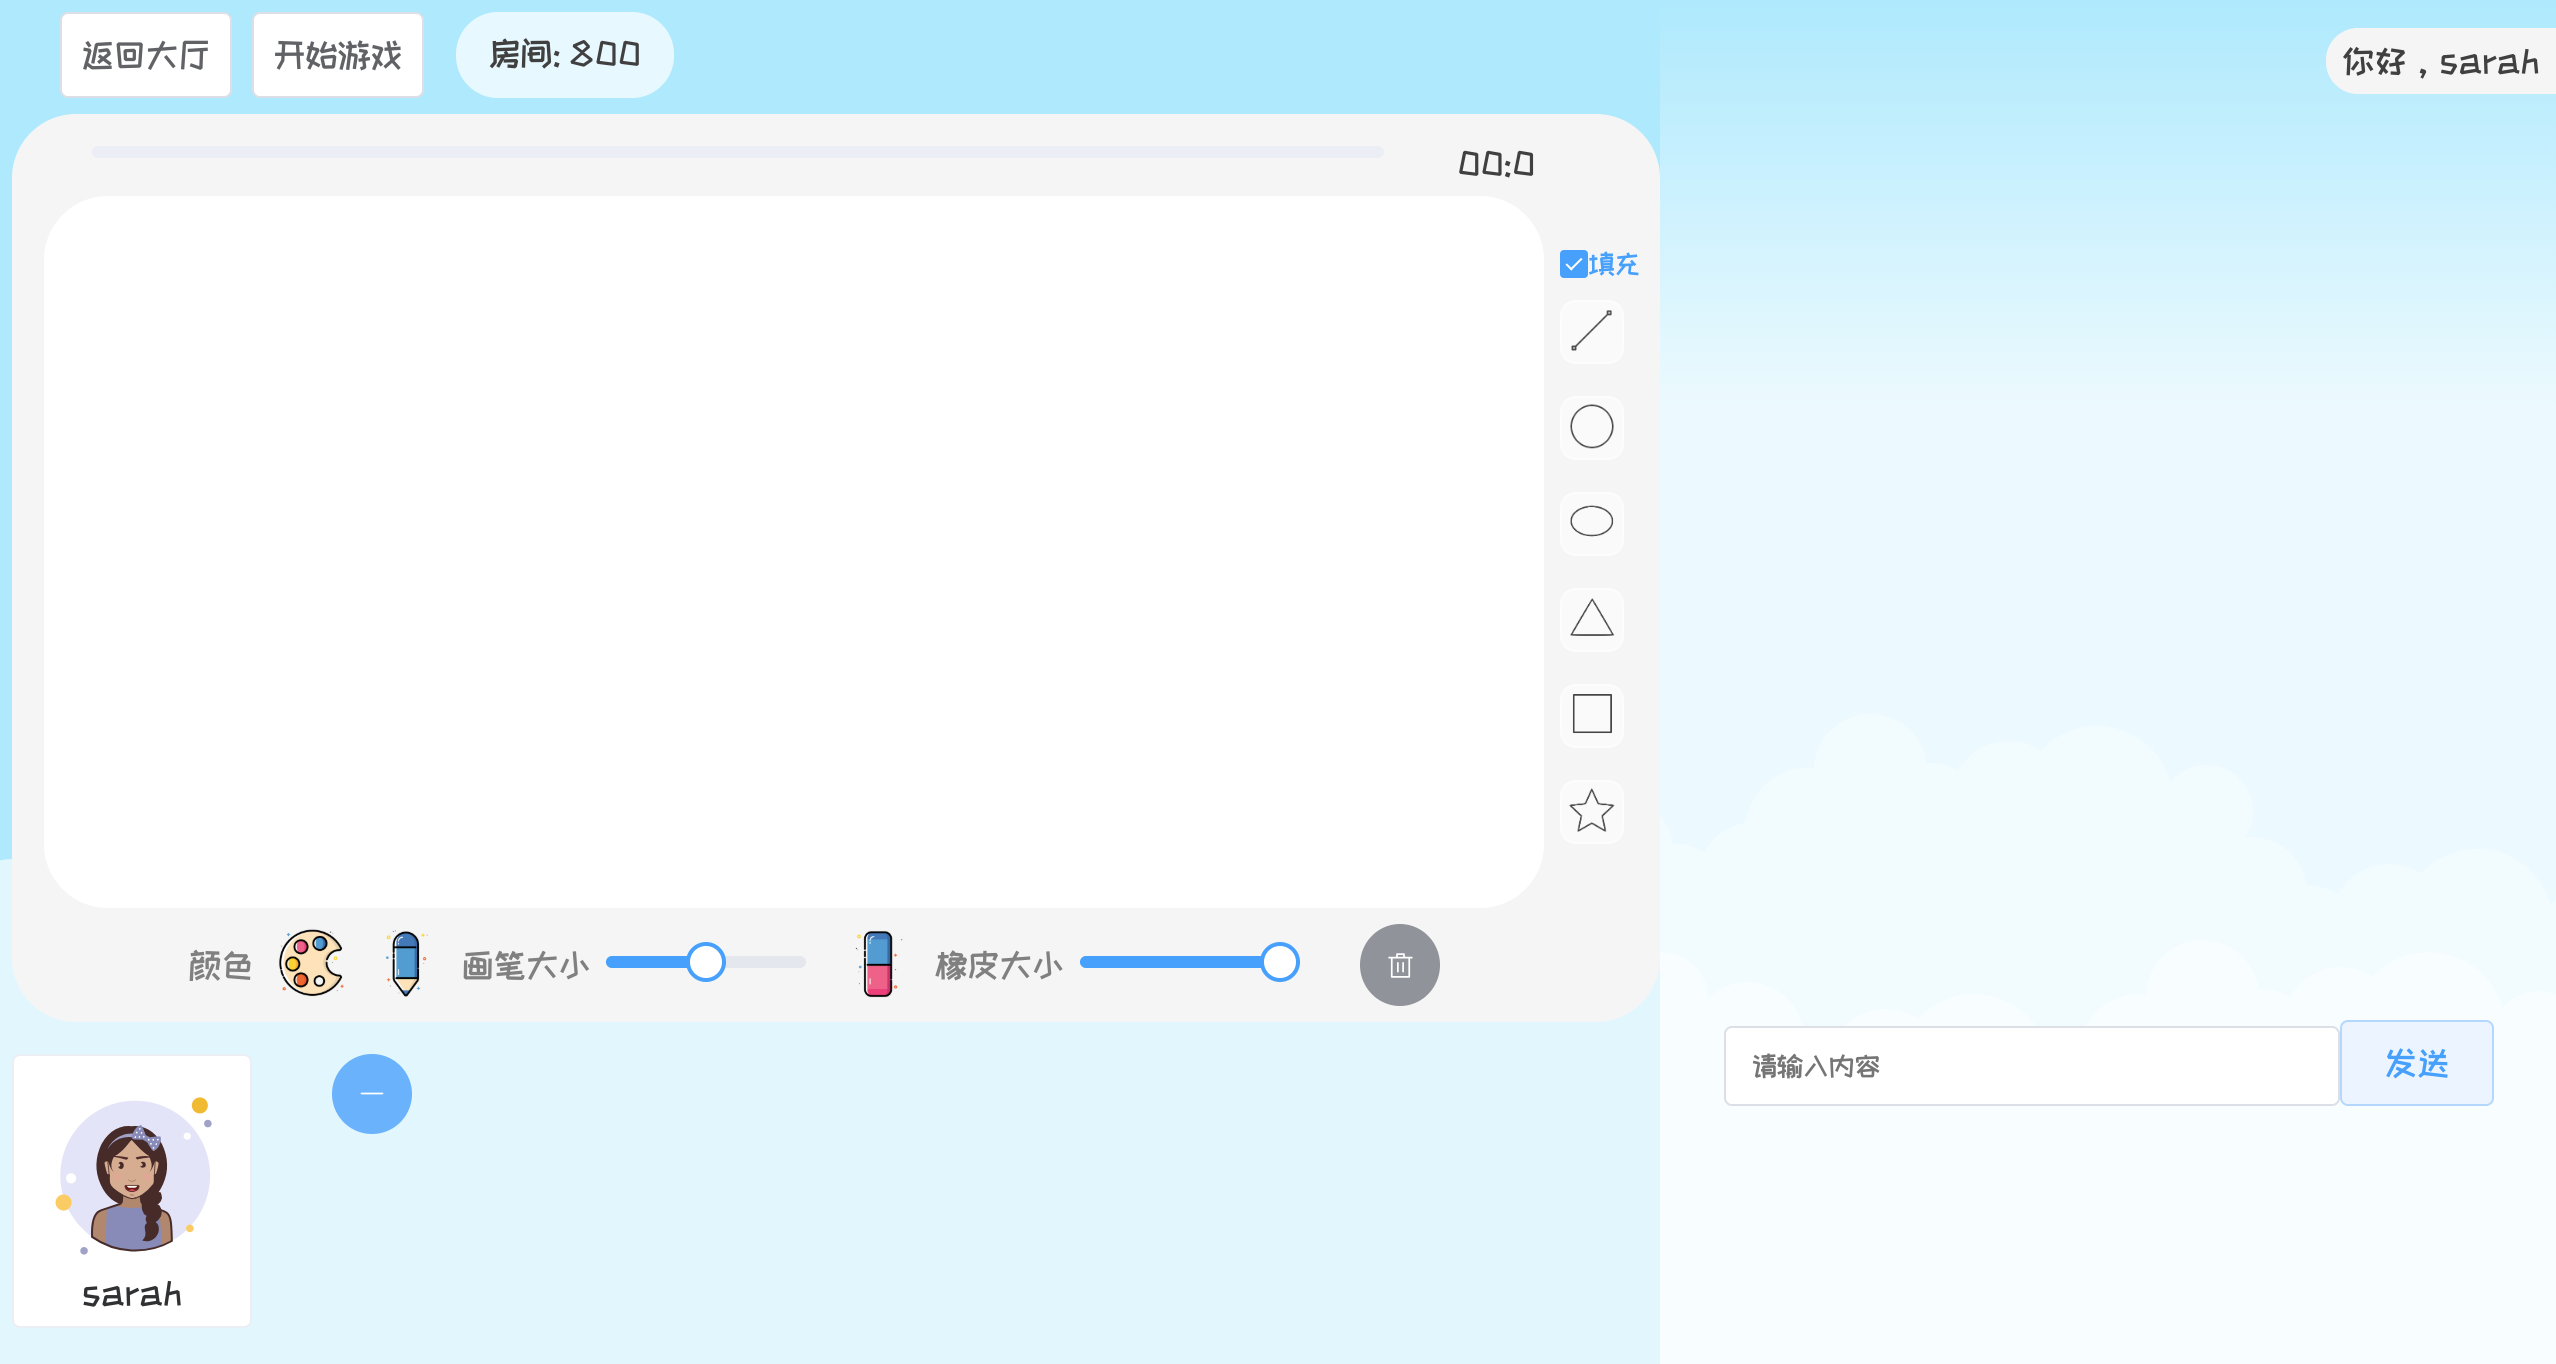 返回大厅
开始游戏
房间: 800
你好，sarah
00:0
填充
颜色
画笔大小
橡皮大小
请输入内容
发送
sarah